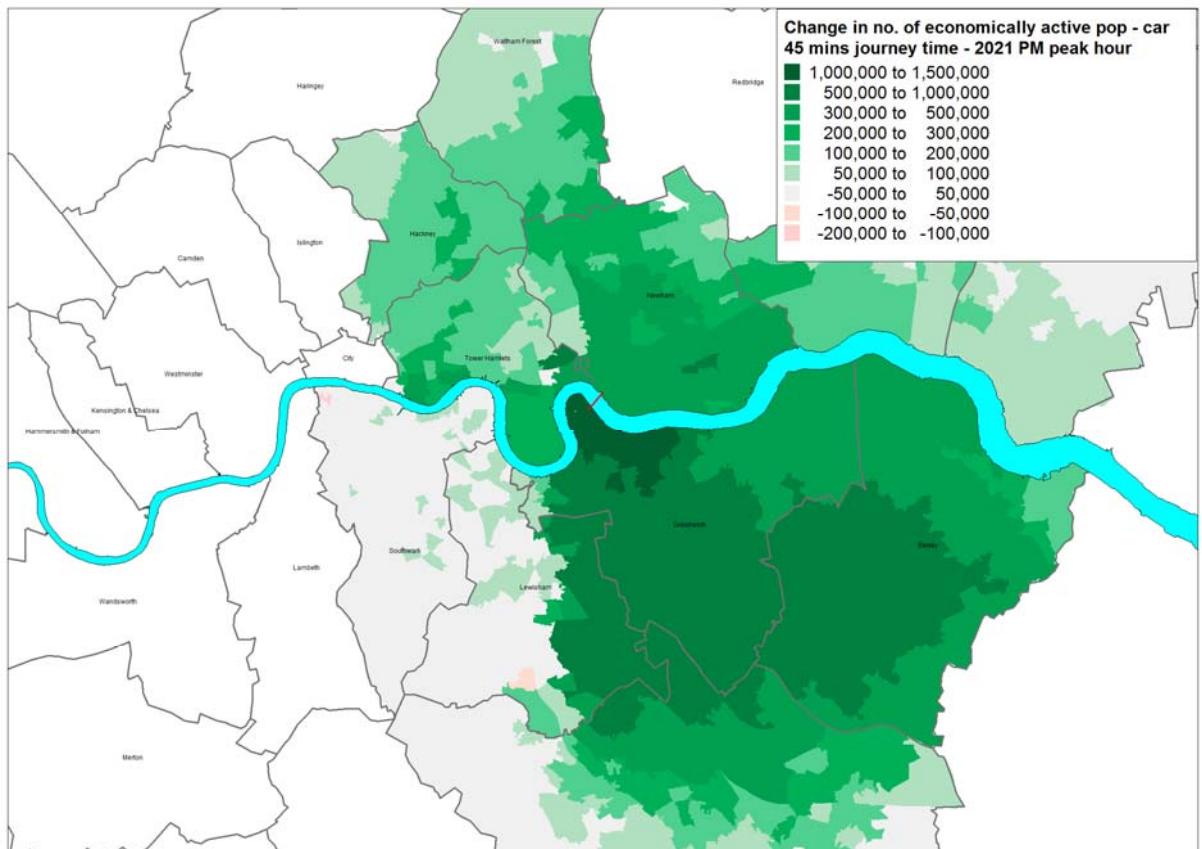 Change in no. of economically active pop - car
45 mins journey time - 2021 PM peak hour
1,000,000 to 1,500,000
500,000 to 1,000,000
300,000 to 500,000
200,000 to 300,000
100,000 to 200,000
50,000 to 100,000
-50,000 to 50,000
-100,000 to -50,000
-200,000 to -100,000
Waltham Forest
Haringey
Redbridge
Hackney
Islington
Camden
Newham
City
Tower Hamlets
Westminster
Kensington & Chelsea
Hammersmith & Fulham
Greenwich
Bexley
Southwark
Lambeth
Lewisham
Wandsworth
Merton